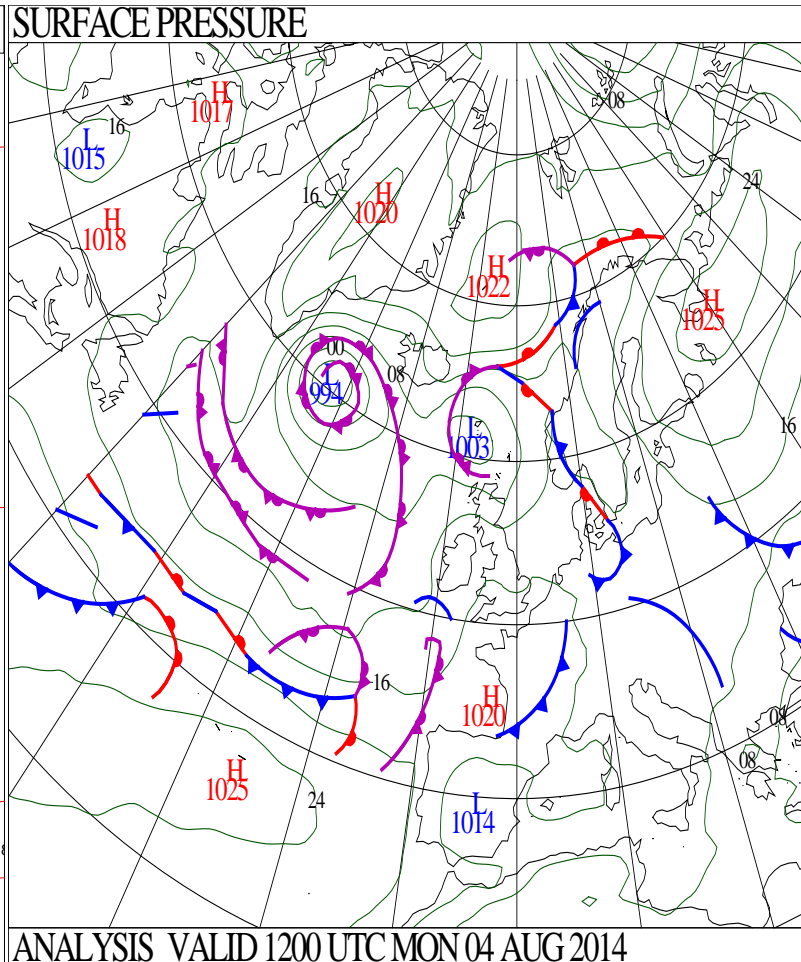 SURFACE PRESSURE
08
H
1017
16
L
1015
24
16
H
1020
H
1018
H
1022
H
1025
00
L
994
08
L
1003
16
16
H
1020
08
08
H
1025
24
L
1014
ANALYSIS VALID 1200 UTC MON 04 AUG 2014